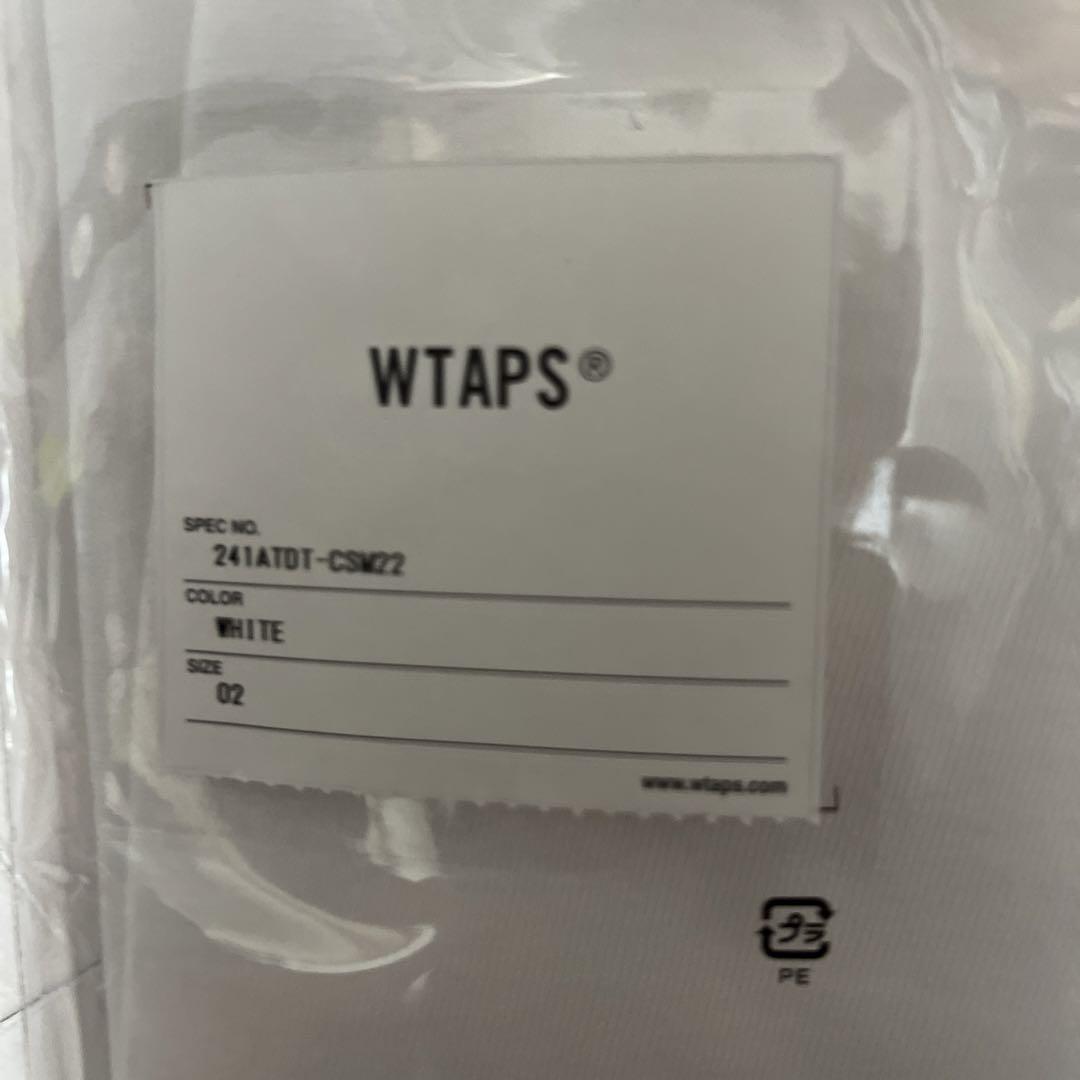 WTAPS®
SPEC NO.
241ATDT-CSM22
COLOR
WHITE
SIZE
02
www.wtaps.com
プラ
PE